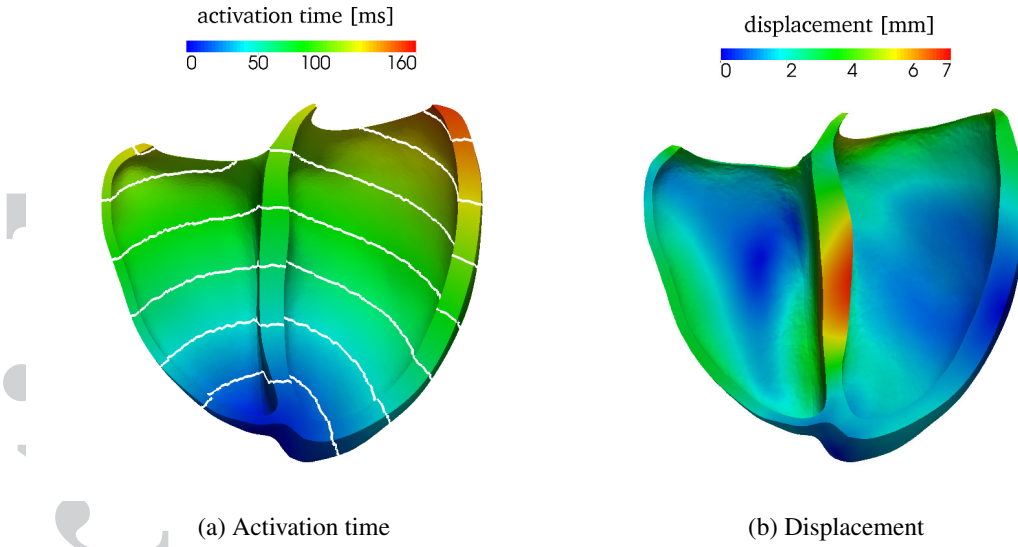 activation time [ms]
0 50 100 160
displacement [mm]
0 2 4 6 7
(a) Activation time
(b) Displacement